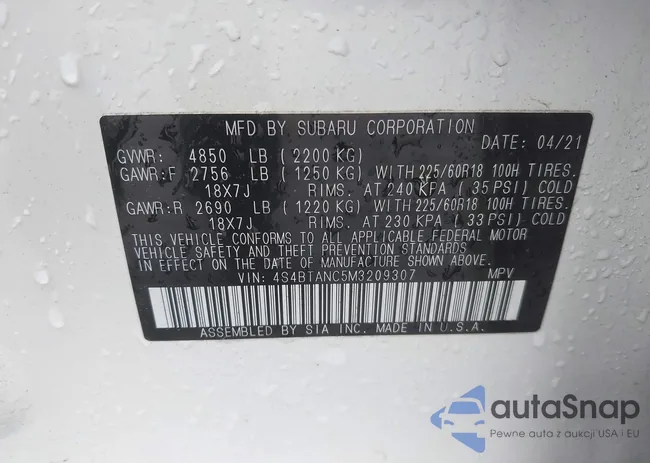 MFD BY SUBARU CORPORATION
DATE: 04/21
GVWR: 4850 LB (2200 KG)
GAWR:F 2756 LB (1250 KG) WITH 225/60R18 100H TIRES.
18X7J RIMS. AT 240 KPA (35 PSI) COLD
GAWR:R 2690 LB (1220 KG) WITH 225/60R18 100H TIRES.
18X7J RIMS. AT 230 KPA (33 PSI) COLD
THIS VEHICLE CONFORMS TO ALL APPLICABLE FEDERAL MOTOR
VEHICLE SAFETY AND THEFT PREVENTION STANDARDS
IN EFFECT ON THE DATE OF MANUFACTURE SHOWN ABOVE.
VIN: 4S4BTANC5M3209307 MPV
ASSEMBLED BY SIA INC. MADE IN U.S.A.
autaSnap
Pewne auta z aukcji USA i EU